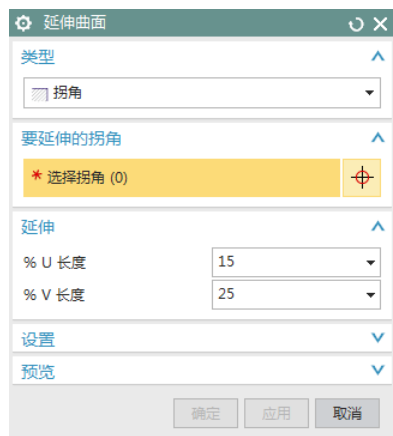 延伸曲面
类型
拐角
要延伸的拐角
* 选择拐角 (0)
延伸
% U 长度 15
% V 长度 25
设置
预览
确定 应用 取消